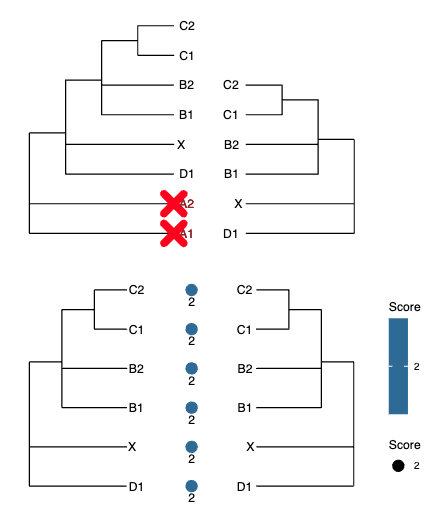 C2
C1
B2 C2
B1 C1
X B2
D1 B1
A2 X
A1 D1
C2 2 C2
Score
C1 2 C1
B2 2 B2 2
B1 2 B1
Score
X 2 X
2
D1 2 D1